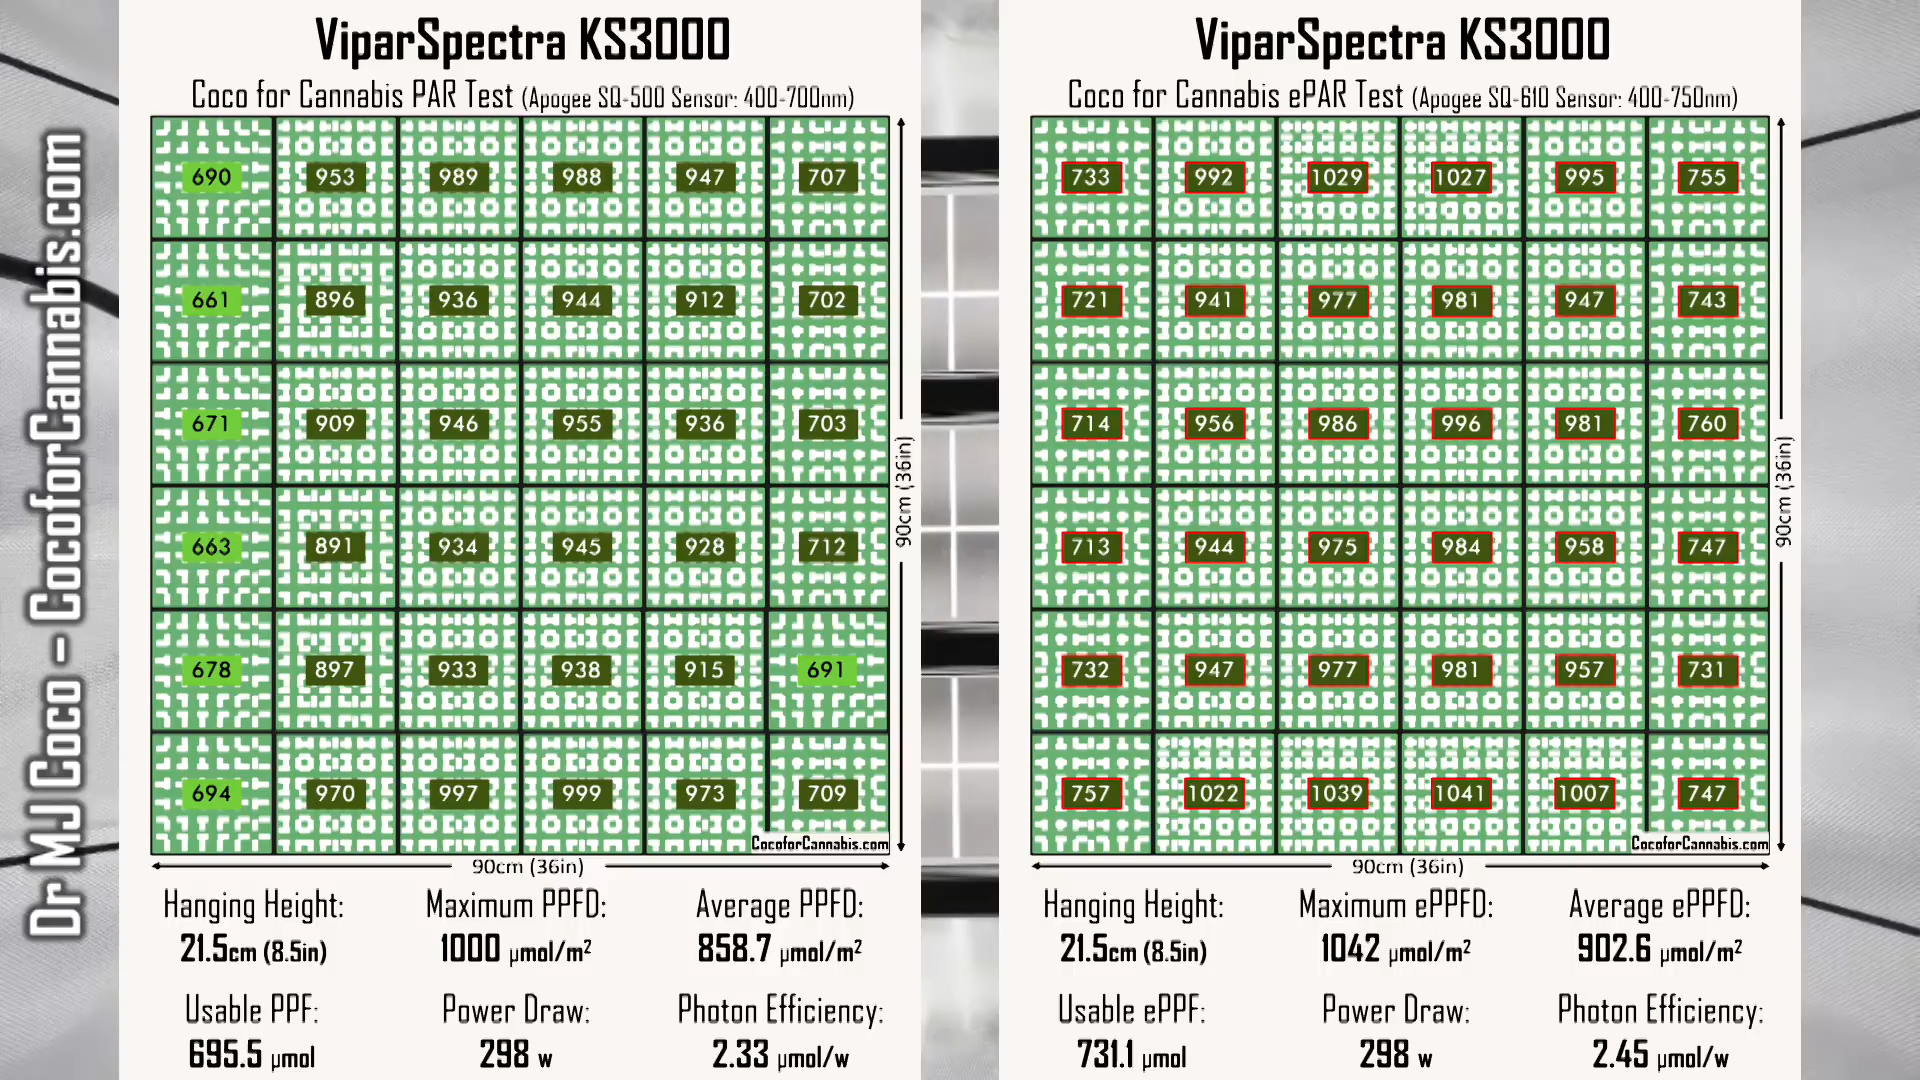 Dr MJ Coco - CocoforCannabis.com
ViparSpectra KS3000
Coco for Cannabis PAR Test (Apogee SQ-500 Sensor: 400-700nm)
690 953 989 988 947 707
661 896 936 944 912 702
671 909 946 955 936 703
663 891 934 945 928 712
678 897 933 938 915 691
694 970 997 999 973 709
CocoforCannabis.com
90cm (36in)
90cm (36in)
Hanging Height: Maximum PPFD: Average PPFD:
21.5cm (8.5in) 1000 µmol/m² 858.7 µmol/m²
Usable PPF: Power Draw: Photon Efficiency:
695.5 µmol 298 w 2.33 µmol/w
ViparSpectra KS3000
Coco for Cannabis ePAR Test (Apogee SQ-610 Sensor: 400-750nm)
733 992 1029 1027 995 755
721 941 977 981 947 743
714 956 986 996 981 760
713 944 975 984 958 747
732 947 977 981 957 731
757 1022 1039 1041 1007 747
CocoforCannabis.com
90cm (36in)
90cm (36in)
Hanging Height: Maximum ePPFD: Average ePPFD:
21.5cm (8.5in) 1042 µmol/m² 902.6 µmol/m²
Usable ePPF: Power Draw: Photon Efficiency:
731.1 µmol 298 w 2.45 µmol/w